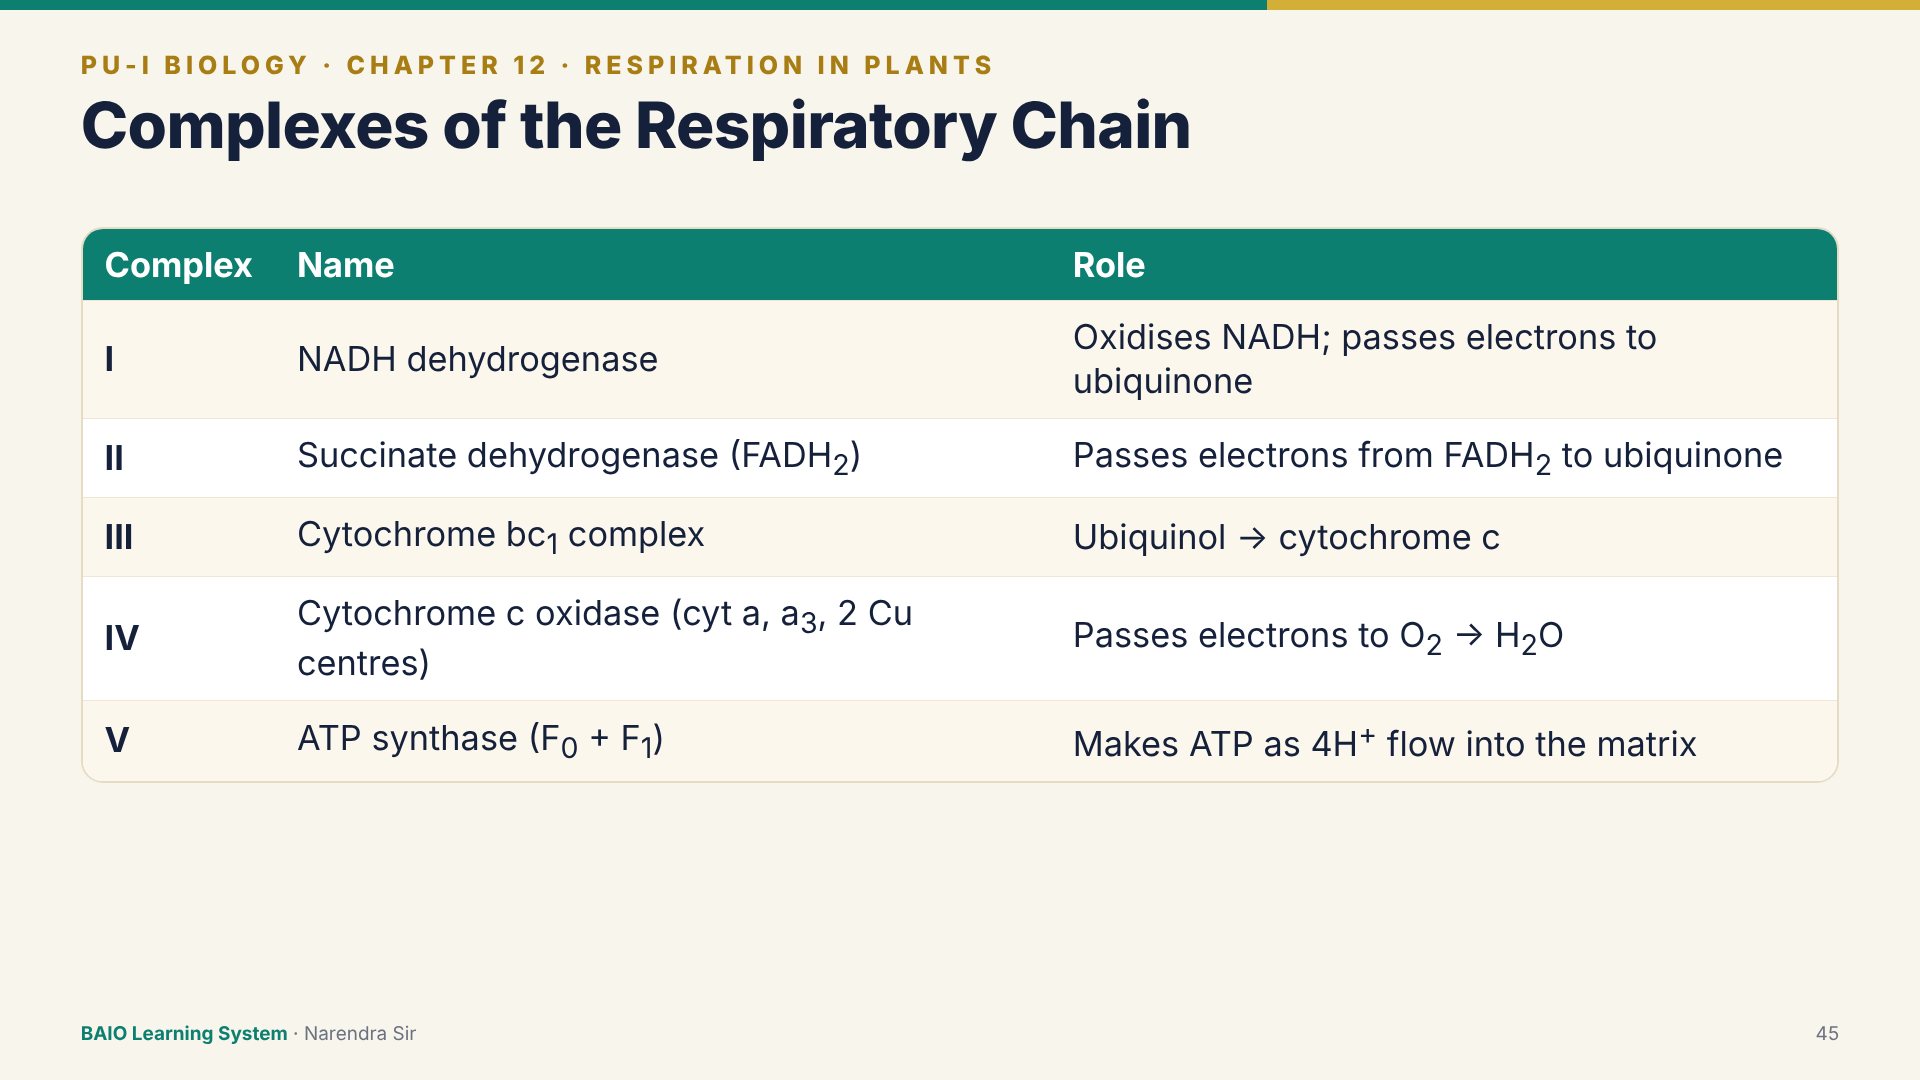 PU-I BIOLOGY · CHAPTER 12 · RESPIRATION IN PLANTS
Complexes of the Respiratory Chain
Complex Name Role
I NADH dehydrogenase Oxidises NADH; passes electrons to
ubiquinone
II Succinate dehydrogenase (FADH₂) Passes electrons from FADH₂ to ubiquinone
III Cytochrome bc₁ complex Ubiquinol → cytochrome c
IV Cytochrome c oxidase (cyt a, a₃, 2 Cu
centres) Passes electrons to O₂ → H₂O
V ATP synthase (F₀ + F₁) Makes ATP as 4H⁺ flow into the matrix
BAIO Learning System · Narendra Sir 45